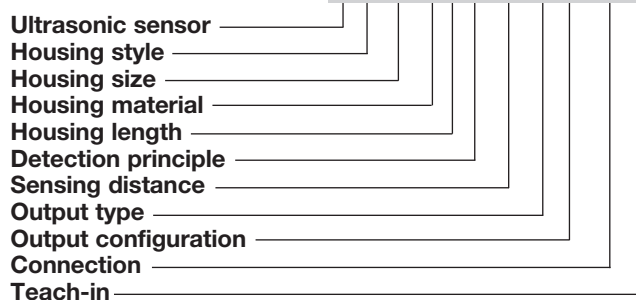 Ultrasonic sensor
Housing style
Housing size
Housing material
Housing length
Detection principle
Sensing distance
Output type
Output configuration
Connection
Teach-in